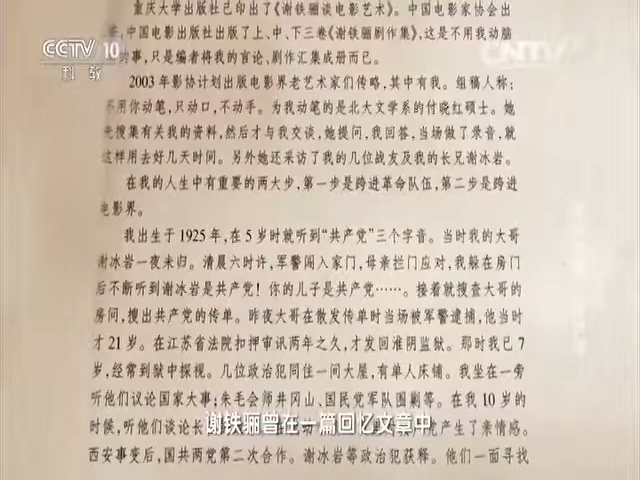 重庆大学出版社已印出了《谢铁骊谈电影艺术》。中国电影家协会出
中国电影出版社出版了上、中、下三卷《谢铁骊剧作集》，这是不用我动脑
事，只是编者将我的言论，剧作汇集成册而已。
CCTV 10
科教
CNTV
2003年影协计划出版电影界老艺术家们传略，其中有我。组稿人称：
不用你动笔，只动口，不动手。为我动笔的是北大文学系的付晓红硕士。她
先搜集有关我的资料，然后才与我交谈，她提问，我回答，当场做了录音，就
这样用去好几天时间。另外她还采访了我的几位战友及我的长兄谢冰岩。
在我的人生中有重要的两大步，第一步是跨进革命队伍，第二步是跨进
电影界。
我出生于1925年，在5岁时就听到“共产党”三个字音。当时我的大哥
谢冰岩一夜未归。清晨六时许，军警闯入家门，母亲拦门应对，我躲在房门
后不断听到谢冰岩是共产党！你的儿子是共产党……。接着就搜查大哥的
房间，搜出共产党的传单。昨夜大哥在散发传单时当场被军警逮捕，他当时
才21岁。在江苏省法院扣押审讯两年之久，才发回淮阴监狱。那时我已7
岁，经常到狱中探视。几位政治犯同住一间大屋，有单人床铺。我坐在一旁
听他们议论国家大事；朱毛会师井冈山、国民党军队围剿等。在我10岁的
时候，听他们谈论长
产生了亲情感。
谢铁骊曾在一篇回忆文章中
西安事变后，国共两党第二次合作。谢冰岩等政治犯获释。他们一面寻找